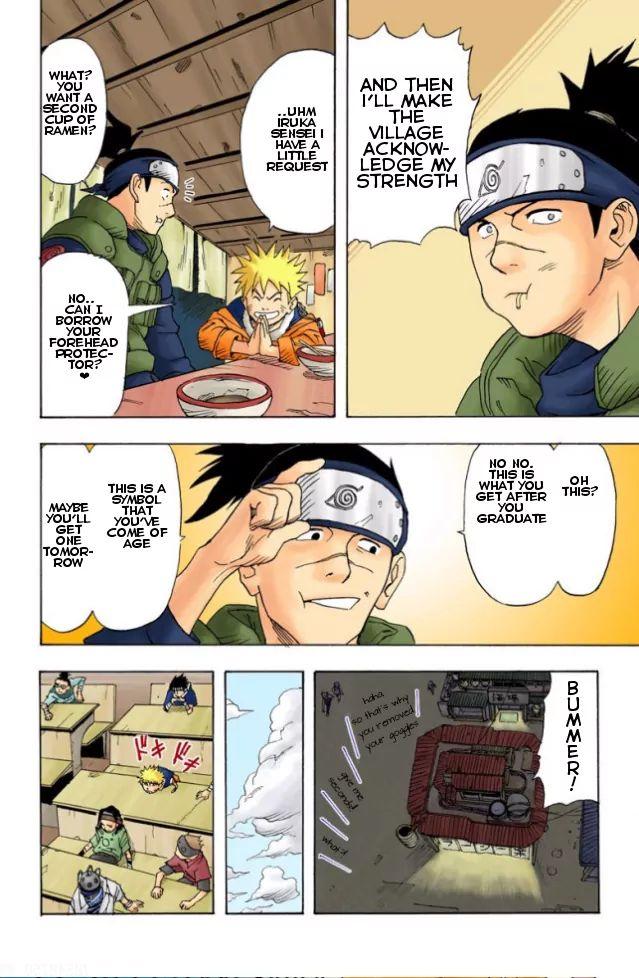 AND THEN
I'LL MAKE
THE
VILLAGE
ACKNOW-
LEDGE MY
STRENGTH
..UHM
IRUKA
SENSEI I
HAVE A
LITTLE
REQUEST
WHAT?
YOU
WANT A
SECOND
CUP OF
RAMEN?
NO..
CAN I
BORROW
YOUR
FOREHEAD
PROTEC-
TOR?
♥
OH
THIS?
NO NO.
THIS IS
WHAT YOU
GET AFTER
YOU
GRADUATE
THIS IS A
SYMBOL
THAT
YOU'VE
COME OF
AGE
MAYBE
YOU'LL
GET
ONE
TOMOR-
ROW
BUMMER!
haha
so that's why
you removed
your goggles
give me
seconds!
what?!
ドキドキ